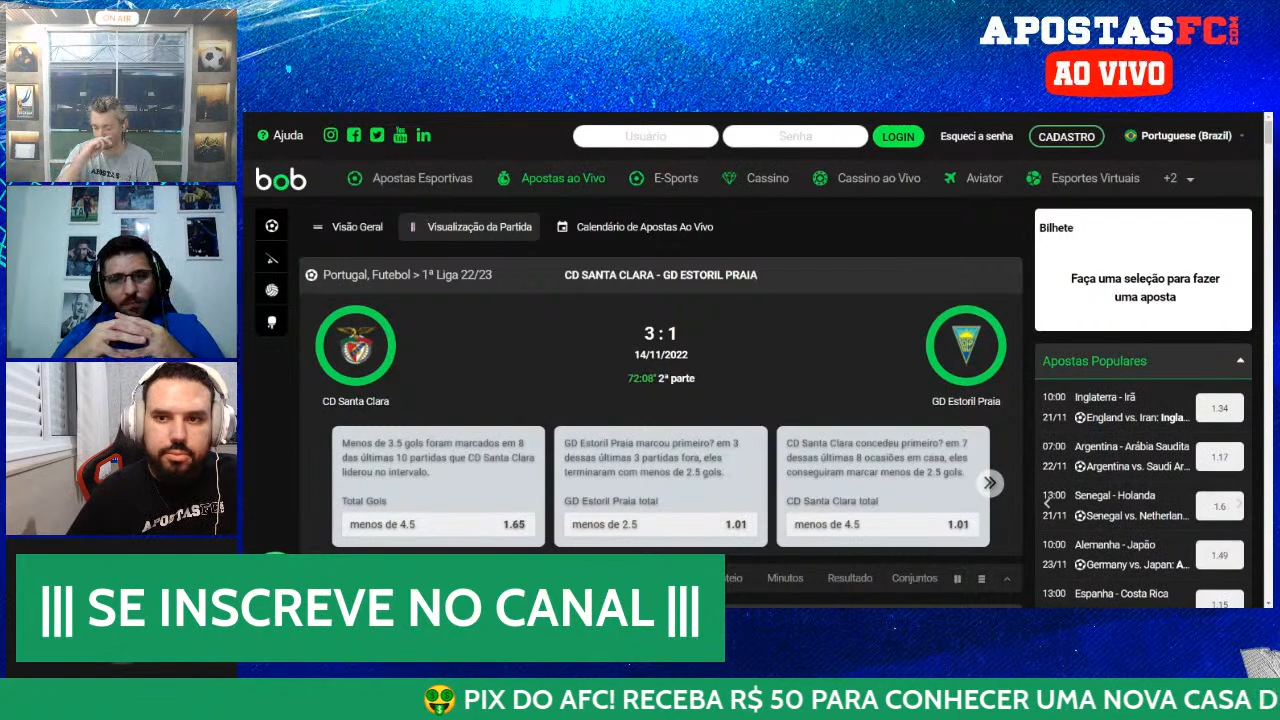 ON AIR
APOSTASFC.COM
AO VIVO
Ajuda
You Tube
Usuário
Senha
LOGIN
Esqueci a senha
CADASTRO
Portuguese (Brazil)
bob
Apostas Esportivas
Apostas ao Vivo
E-Sports
Cassino
Cassino ao Vivo
Aviator
Esportes Virtuais
+2
Visão Geral
Visualização da Partida
Calendário de Apostas Ao Vivo
Bilhete
Faça uma seleção para fazer
uma aposta
Portugal, Futebol > 1ª Liga 22/23
CD SANTA CLARA - GD ESTORIL PRAIA
3 : 1
14/11/2022
72:08" 2ª parte
CD Santa Clara
GD Estoril Praia
Menos de 3.5 gols foram marcados em 8
das últimas 10 partidas que CD Santa Clara
liderou no intervalo.
Total Gols
menos de 4.5 1.65
GD Estoril Praia marcou primeiro? em 3
dessas últimas 3 partidas fora, eles
terminaram com menos de 2.5 gols.
GD Estoril Praia total
menos de 2.5 1.01
CD Santa Clara concedeu primeiro? em 7
dessas últimas 8 ocasiões em casa, eles
conseguiram marcar menos de 2.5 gols.
CD Santa Clara total
menos de 4.5 1.01
Apostas Populares
10:00 Inglaterra - Irã
21/11 England vs. Iran: Ingla... 1.34
07:00 Argentina - Arábia Saudita
22/11 Argentina vs. Saudi Ar... 1.17
13:00 Senegal - Holanda
21/11 Senegal vs. Netherlan... 1.6
10:00 Alemanha - Japão
23/11 Germany vs. Japan: A... 1.49
13:00 Espanha - Costa Rica
1.15
teio
Minutos
Resultado
Conjuntos
APOSTAS
APOSTASFC
||| SE INSCREVE NO CANAL |||
PIX DO AFC! RECEBA R$ 50 PARA CONHECER UMA NOVA CASA D